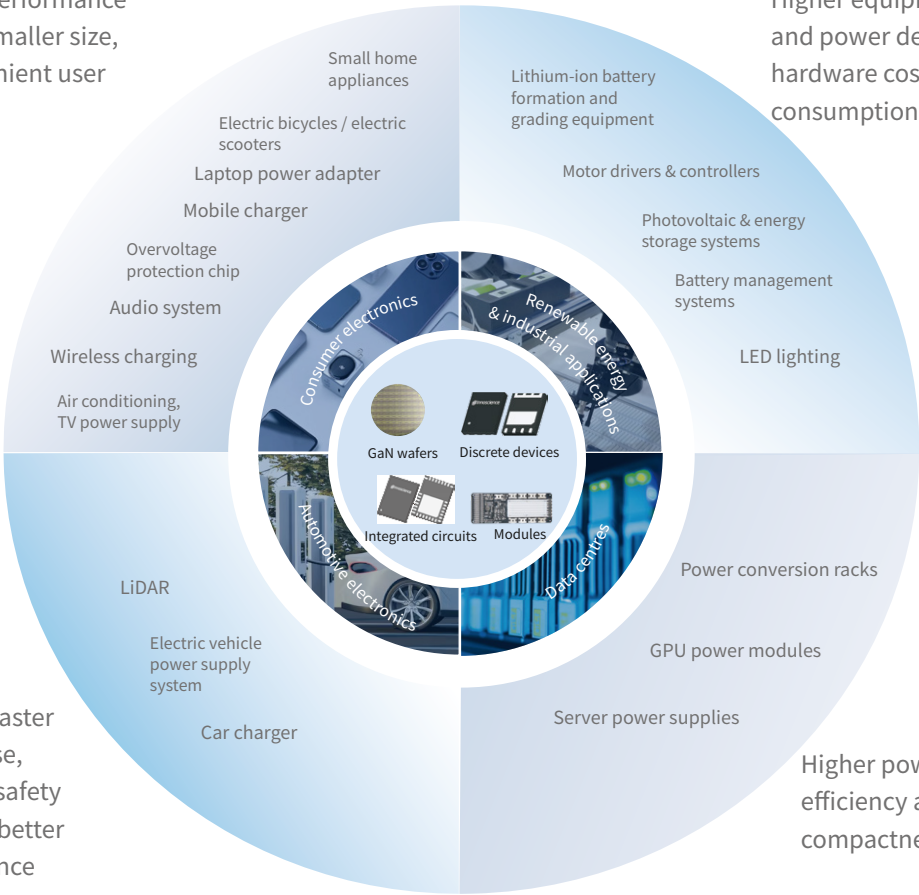 erformance
maller size,
nient user
Higher equip
and power de
hardware cos
consumption
Small home
appliances
Electric bicycles / electric
scooters
Laptop power adapter
Mobile charger
Overvoltage
protection chip
Audio system
Wireless charging
Air conditioning,
TV power supply
Lithium-ion battery
formation and
grading equipment
Motor drivers & controllers
Photovoltaic & energy
storage systems
Battery management
systems
LED lighting
Consumer electronics
Renewable energy
& industrial applications
GaN wafers
Discrete devices
Integrated circuits
Modules
Automotive electronics
Data centres
LiDAR
Electric vehicle
power supply
system
Car charger
Power conversion racks
GPU power modules
Server power supplies
aster
se,
safety
better
nce
Higher pow
efficiency a
compactne